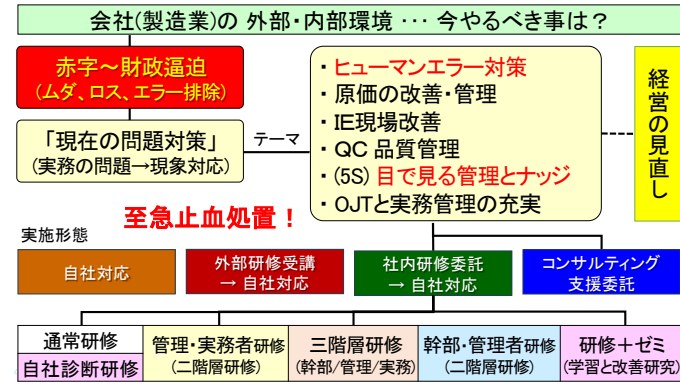 会社(製造業)の 外部・内部環境 ･･･ 今やるべき事は？
赤字～財政逼迫
(ムダ、ロス、エラー排除)
「現在の問題対策」
(実務の問題→現象対応)
テーマ
・ヒューマンエラー対策
・原価の改善・管理
・IE現場改善
・QC 品質管理
・(5S) 目で見る管理とナッジ
・OJTと実務管理の充実
経営の見直し
至急止血処置！
実施形態
自社対応
外部研修受講
→ 自社対応
社内研修委託
→ 自社対応
コンサルティング
支援委託
通常研修
自社診断研修
管理・実務者研修
(二階層研修)
三階層研修
(幹部/管理/実務)
幹部・管理者研修
(二階層研修)
研修＋ゼミ
(学習と改善研究)